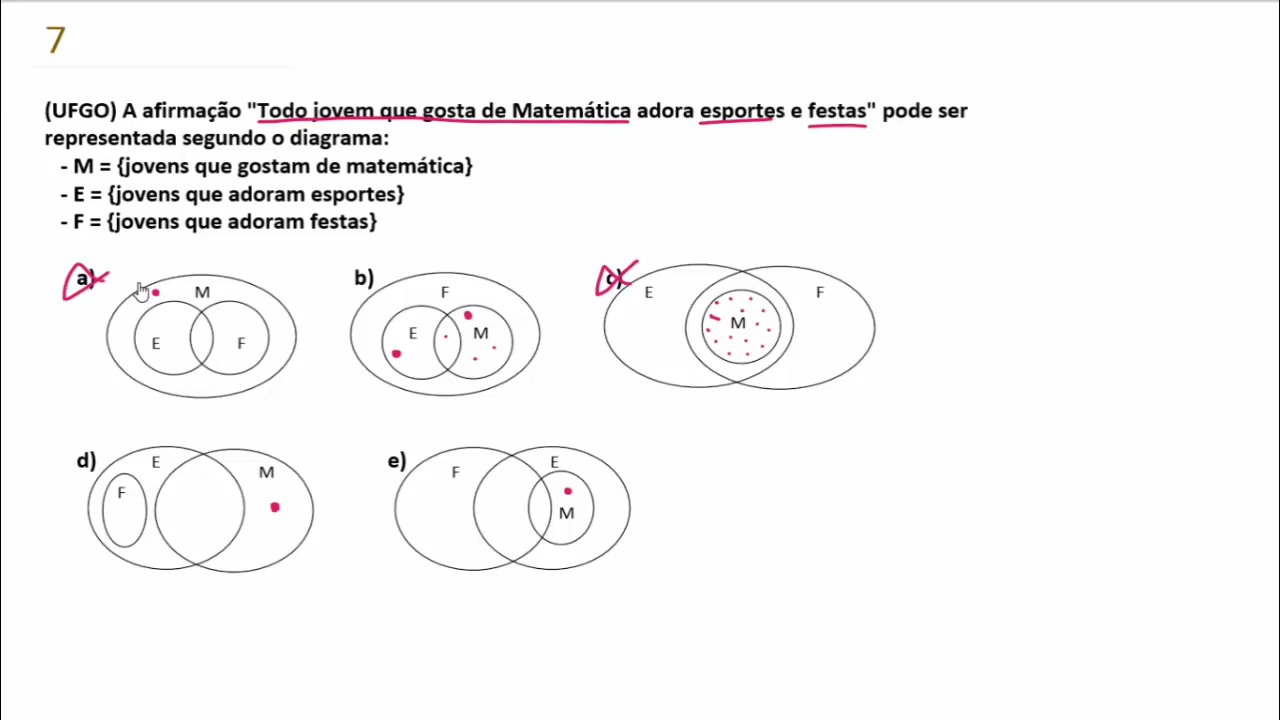 7
(UFGO) A afirmação "Todo jovem que gosta de Matemática adora esportes e festas" pode ser
representada segundo o diagrama:
- M = {jovens que gostam de matemática}
- E = {jovens que adoram esportes}
- F = {jovens que adoram festas}
a) b) c)
M F E F
E F E M M
d) e)
E M F E
F M